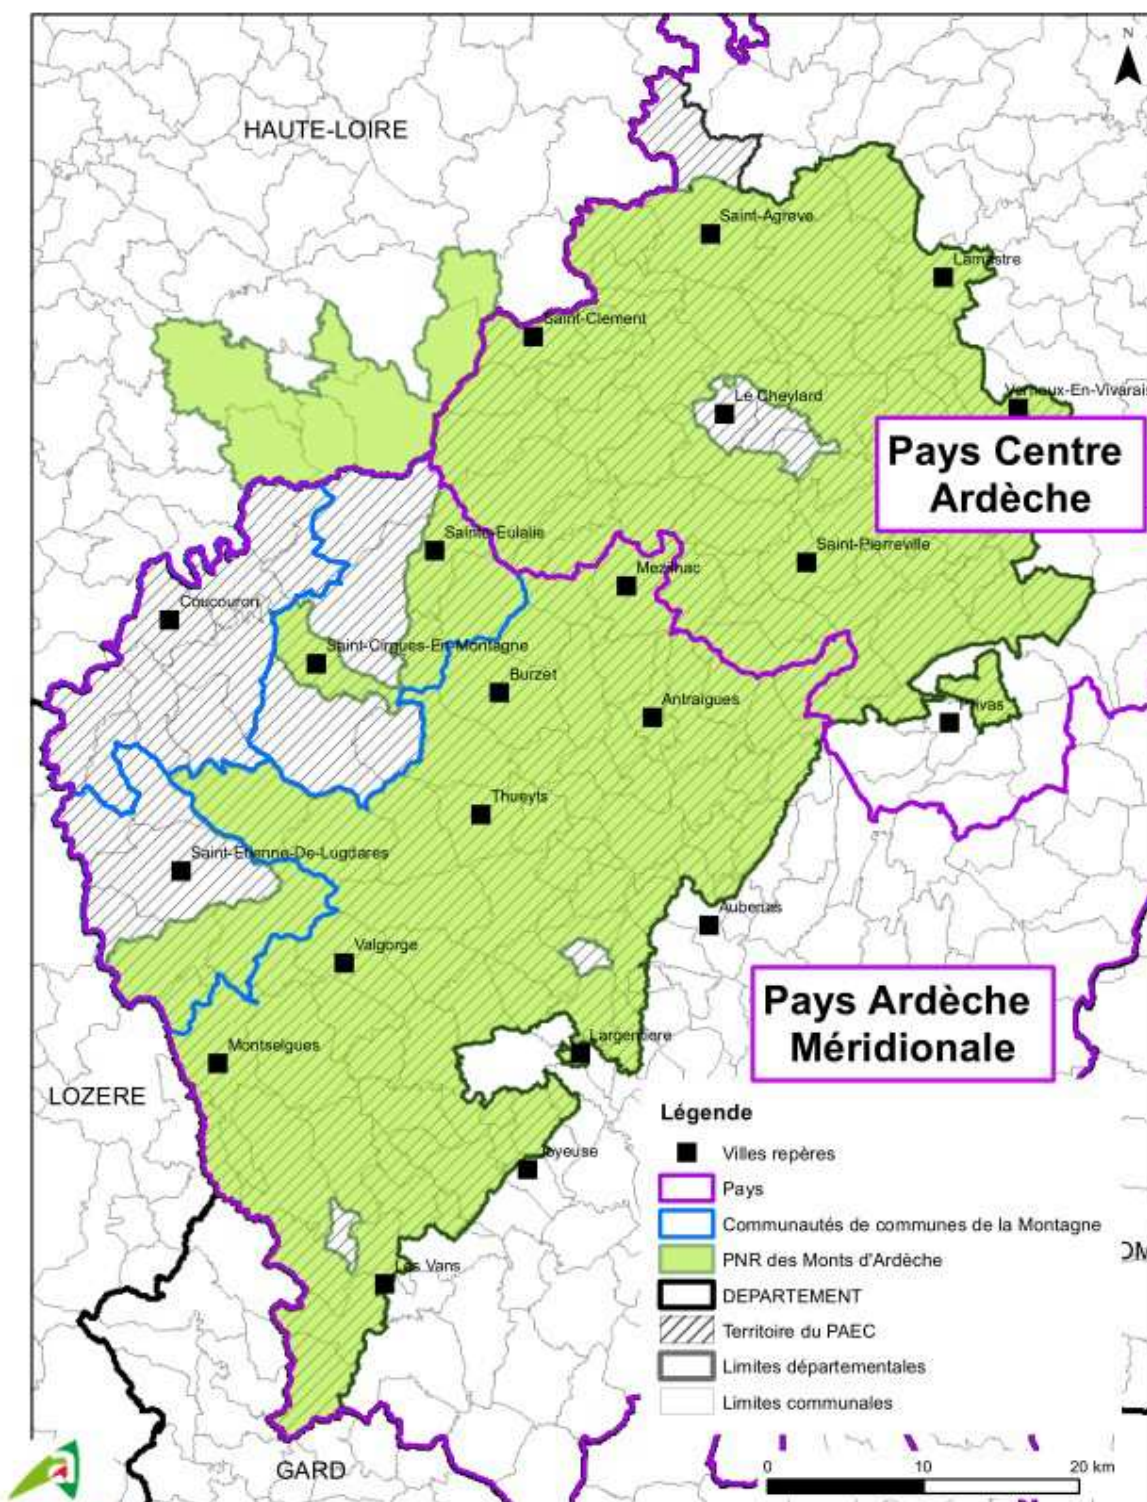 N
HAUTE-LOIRE
Saint-Agreve
Lamastre
Saint-Clement
Le Cheylard
Vernoux-En-Vivarais
Pays Centre
Ardèche
Sainte-Eulalie
Saint-Pierreville
Mezilhac
Coucouron
Saint-Cirgues-En-Montagne
Burzet
Antraigues
Privas
Thueyts
Saint-Etienne-De-Lugdares
Aubenas
Valgorge
Pays Ardèche
Méridionale
Largentiere
Montselgues
LOZERE
Légende
Joyeuse
Villes repères
Pays
Communautés de communes de la Montagne
PNR des Monts d'Ardèche
Les Vans
DEPARTEMENT
Territoire du PAEC
Limites départementales
Limites communales
GARD
0 10 20 km